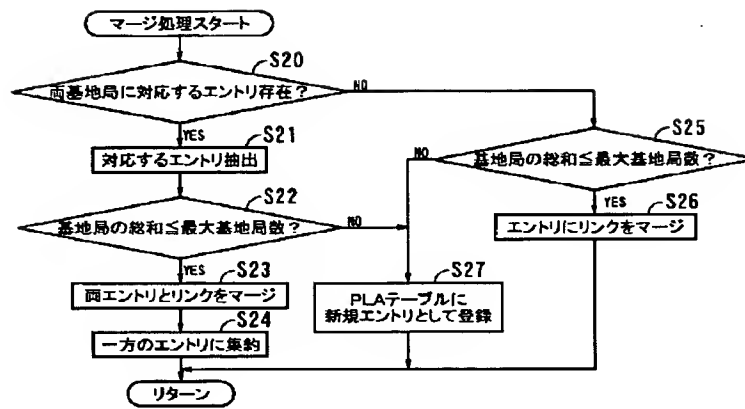 マージ処理スタート
S20
両基地局に対応するエントリ存在?
NO
YES
S21
対応するエントリ抽出
S25
基地局の総和≦最大基地局数?
NO
YES
S22
基地局の総和≦最大基地局数?
NO
YES
S26
エントリにリンクをマージ
S23
両エントリとリンクをマージ
S27
PLAテーブルに
新規エントリとして登録
S24
一方のエントリに集約
リターン